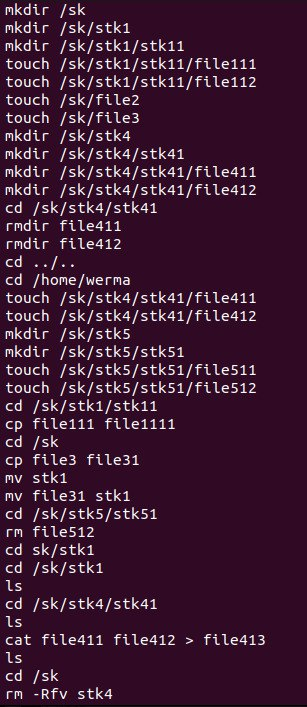 mkdir /sk
mkdir /sk/stk1
mkdir /sk/stk1/stk11
touch /sk/stk1/stk11/file111
touch /sk/stk1/stk11/file112
touch /sk/file2
touch /sk/file3
mkdir /sk/stk4
mkdir /sk/stk4/stk41
mkdir /sk/stk4/stk41/file411
mkdir /sk/stk4/stk41/file412
cd /sk/stk4/stk41
rmdir file411
rmdir file412
cd ../..
cd /home/werma
touch /sk/stk4/stk41/file411
touch /sk/stk4/stk41/file412
mkdir /sk/stk5
mkdir /sk/stk5/stk51
touch /sk/stk5/stk51/file511
touch /sk/stk5/stk51/file512
cd /sk/stk1/stk11
cp file111 file1111
cd /sk
cp file3 file31
mv stk1
mv file31 stk1
cd /sk/stk5/stk51
rm file512
cd sk/stk1
cd /sk/stk1
ls
cd /sk/stk4/stk41
ls
cat file411 file412 > file413
ls
cd /sk
rm -Rfv stk4